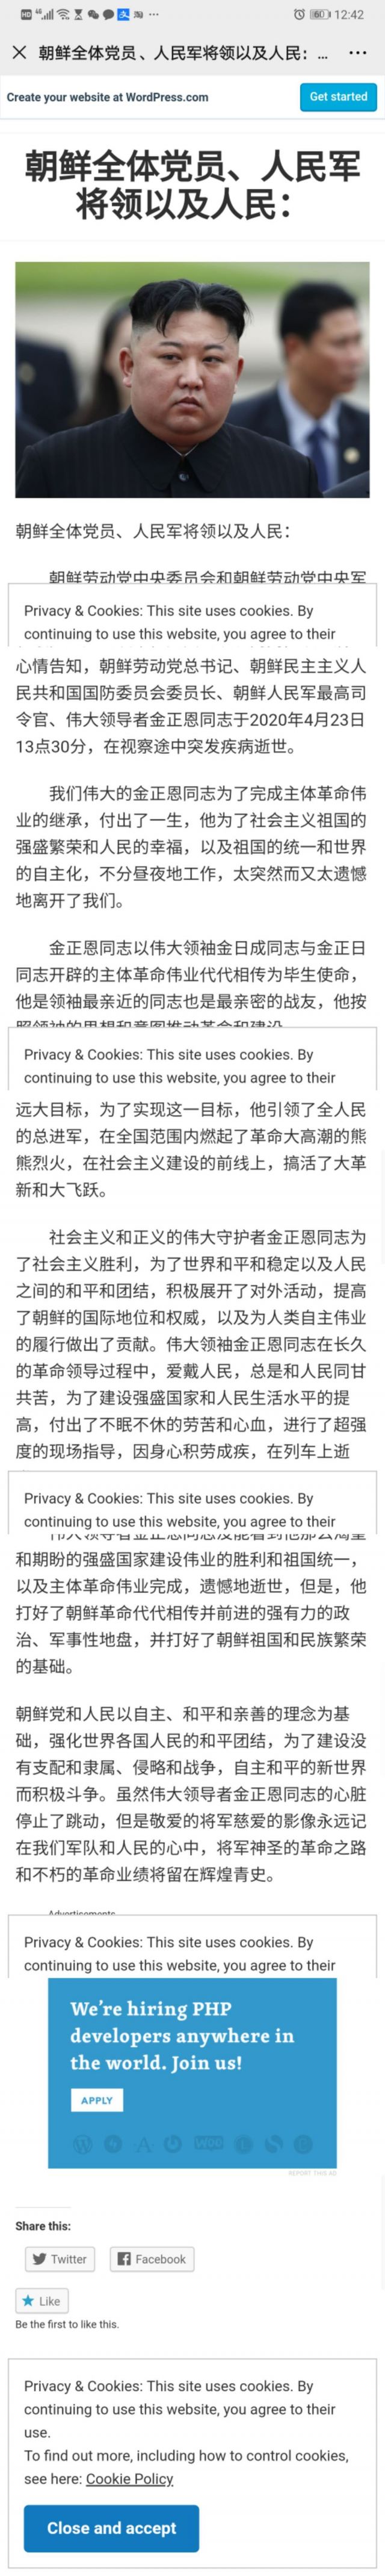 HD 60 12:42
朝鲜全体党员、人民军将领以及人民：...
Create your website at WordPress.com
Get started
朝鲜全体党员、人民军
将领以及人民：
朝鲜全体党员、人民军将领以及人民：
朝鲜劳动党中央委员会和朝鲜劳动党中央军
Privacy & Cookies: This site uses cookies. By
continuing to use this website, you agree to their
心情告知，朝鲜劳动党总书记、朝鲜民主主义人
民共和国国防委员会委员长、朝鲜人民军最高司
令官、伟大领导者金正恩同志于2020年4月23日
13点30分，在视察途中突发疾病逝世。
我们伟大的金正恩同志为了完成主体革命伟
业的继承，付出了一生，他为了社会主义祖国的
强盛繁荣和人民的幸福，以及祖国的统一和世界
的自主化，不分昼夜地工作，太突然而又太遗憾
地离开了我们。
金正恩同志以伟大领袖金日成同志与金正日
同志开辟的主体革命伟业代代相传为毕生使命，
他是领袖最亲近的同志也是最亲密的战友，他按
照领袖的思想和意图推动革命和建设
Privacy & Cookies: This site uses cookies. By
continuing to use this website, you agree to their
远大目标，为了实现这一目标，他引领了全人民
的总进军，在全国范围内燃起了革命大高潮的熊
熊烈火，在社会主义建设的前线上，搞活了大革
新和大飞跃。
社会主义和正义的伟大守护者金正恩同志为
了社会主义胜利，为了世界和平和稳定以及人民
之间的和平和团结，积极展开了对外活动，提高
了朝鲜的国际地位和权威，以及为人类自主伟业
的履行做出了贡献。伟大领袖金正恩同志在长久
的革命领导过程中，爱戴人民，总是和人民同甘
共苦，为了建设强盛国家和人民生活水平的提
高，付出了不眠不休的劳苦和心血，进行了超强
度的现场指导，因身心积劳成疾，在列车上逝
Privacy & Cookies: This site uses cookies. By
continuing to use this website, you agree to their
伟大领导者金正恩同志没能看到他那么渴望
和期盼的强盛国家建设伟业的胜利和祖国统一，
以及主体革命伟业完成，遗憾地逝世，但是，他
打好了朝鲜革命代代相传并前进的强有力的政
治、军事性地盘，并打好了朝鲜祖国和民族繁荣
的基础。
朝鲜党和人民以自主、和平和亲善的理念为基
础，强化世界各国人民的和平团结，为了建设没
有支配和隶属、侵略和战争，自主和平的新世界
而积极斗争。虽然伟大领导者金正恩同志的心脏
停止了跳动，但是敬爱的将军慈爱的影像永远记
在我们军队和人民的心中，将军神圣的革命之路
和不朽的革命业绩将留在辉煌青史。
Advertisements
Privacy & Cookies: This site uses cookies. By
continuing to use this website, you agree to their
We're hiring PHP
developers anywhere in
the world. Join us!
APPLY
REPORT THIS AD
Share this:
Twitter
Facebook
Like
Be the first to like this.
Privacy & Cookies: This site uses cookies. By
continuing to use this website, you agree to their
use.
To find out more, including how to control cookies,
see here: Cookie Policy
Close and accept